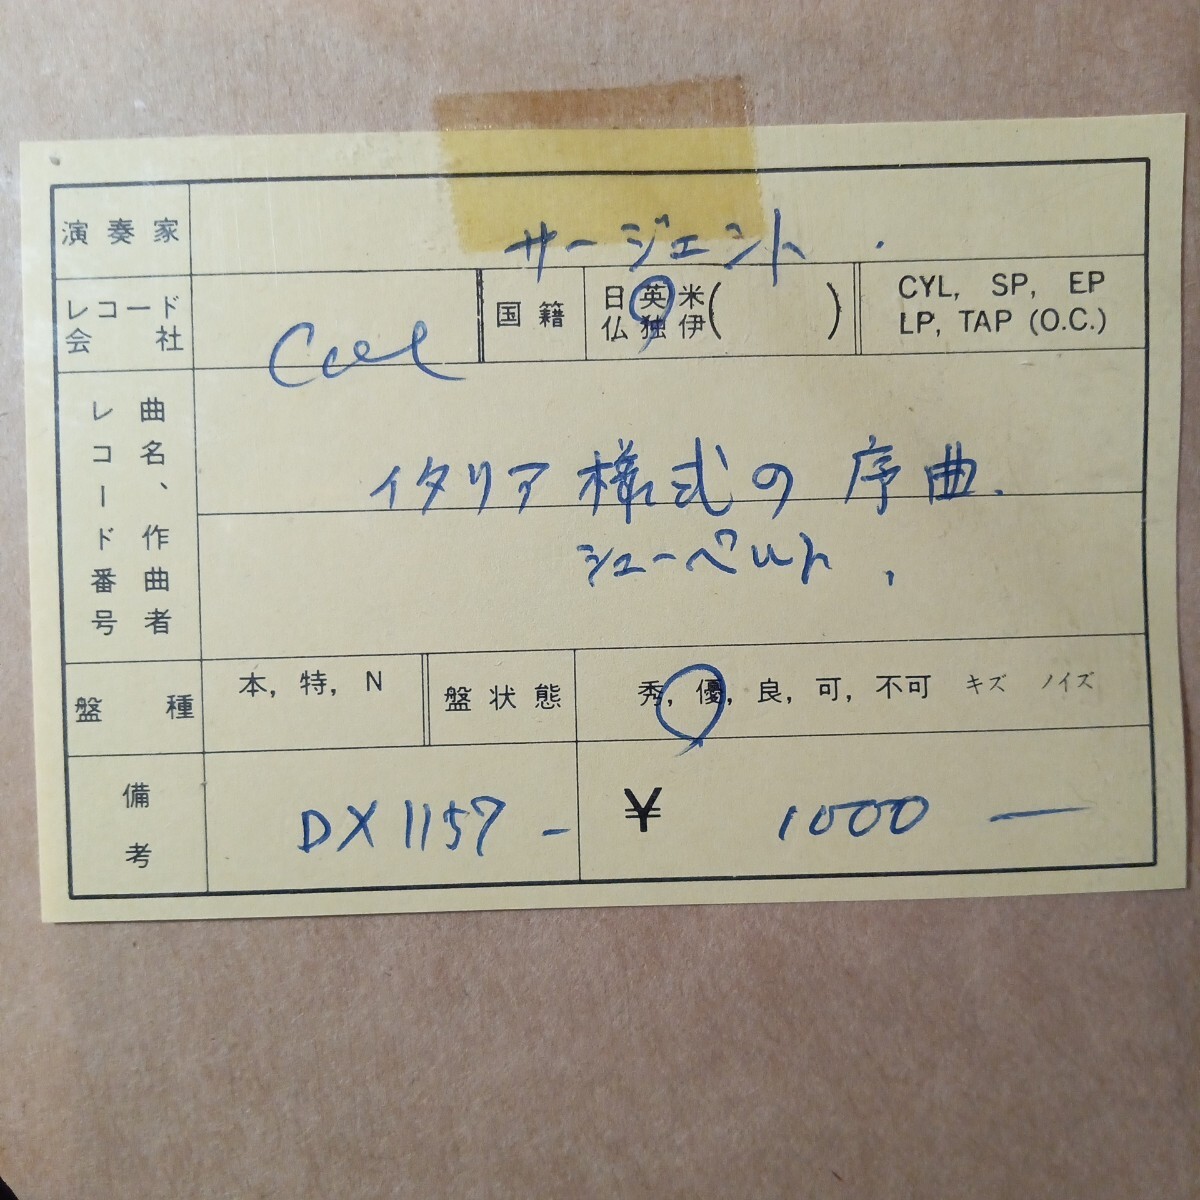 演奏家 サージェント.
レコード会社 Col 国籍 日 英 米 仏 独 伊 ( ) CYL, SP, EP
LP, TAP (O.C.)
曲名、作曲者
レコード番号
イタリア様式の序曲.
シューベルト,
盤種 本, 特, N 盤状態 秀, 優, 良, 可, 不可 キズ ノイズ
備考 DX1157- ¥ 1000 —